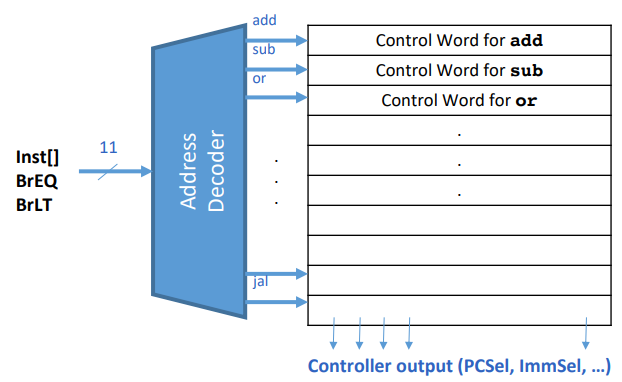 add
Control Word for add
sub
Control Word for sub
or
Control Word for or
.
.
.
.
.
.
11
Inst[]
BrEQ
BrLT
Address
Decoder
jal
Controller output (PCSel, ImmSel, ...)